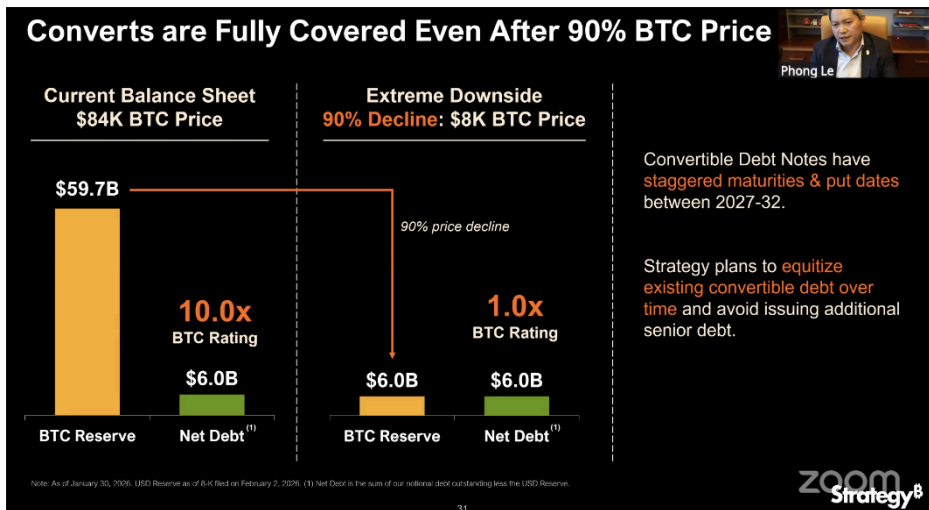 Converts are Fully Covered Even After 90% BTC Price
Phong Le
Current Balance Sheet
$84K BTC Price
$59.7B
10.0x
BTC Rating
$6.0B
BTC Reserve
Net Debt(1)
Extreme Downside
90% Decline: $8K BTC Price
90% price decline
1.0x
BTC Rating
$6.0B
$6.0B
BTC Reserve
Net Debt(1)
Convertible Debt Notes have
staggered maturities & put dates
between 2027-32.
Strategy plans to equitize
existing convertible debt over
time and avoid issuing additional
senior debt.
Note: As of January 30, 2026. USD Reserve as of 8-K filed on February 2, 2026. (1) Net Debt is the sum of our notional debt outstanding less the USD Reserve.
zoom
Strategy₿
31